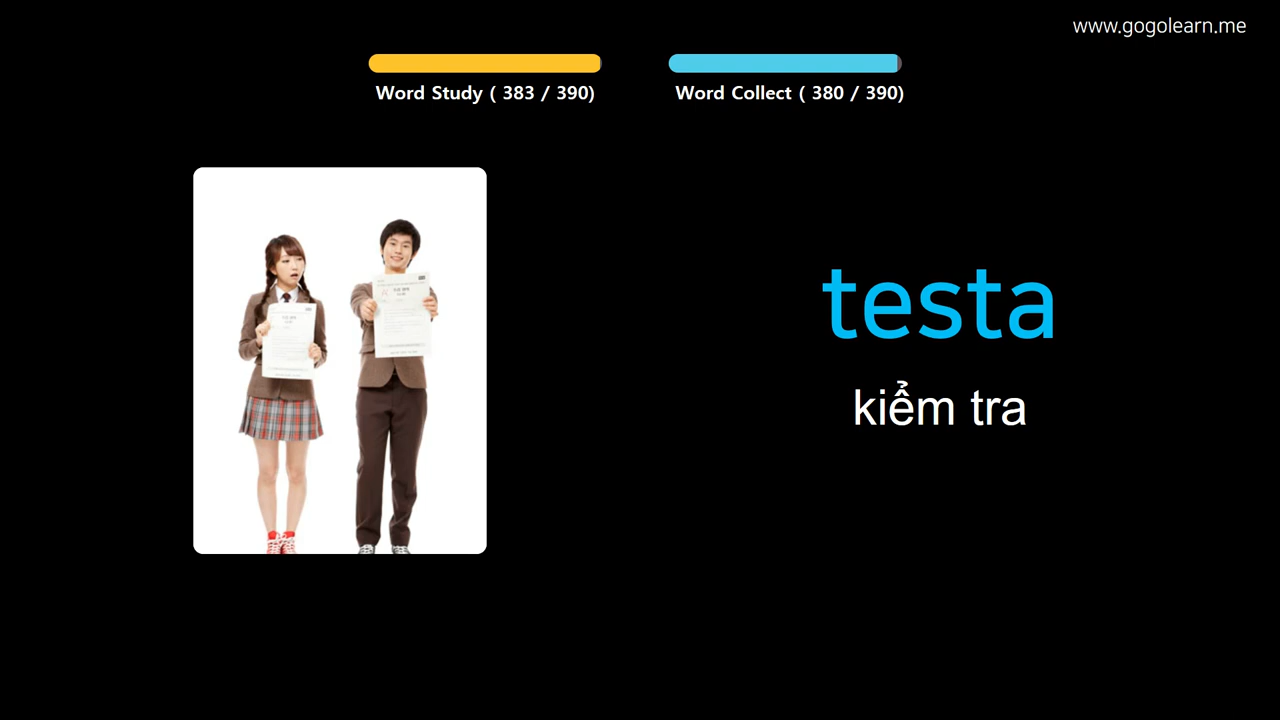 www.gogolearn.me
Word Study ( 383 / 390)
Word Collect ( 380 / 390)
testa
kiểm tra